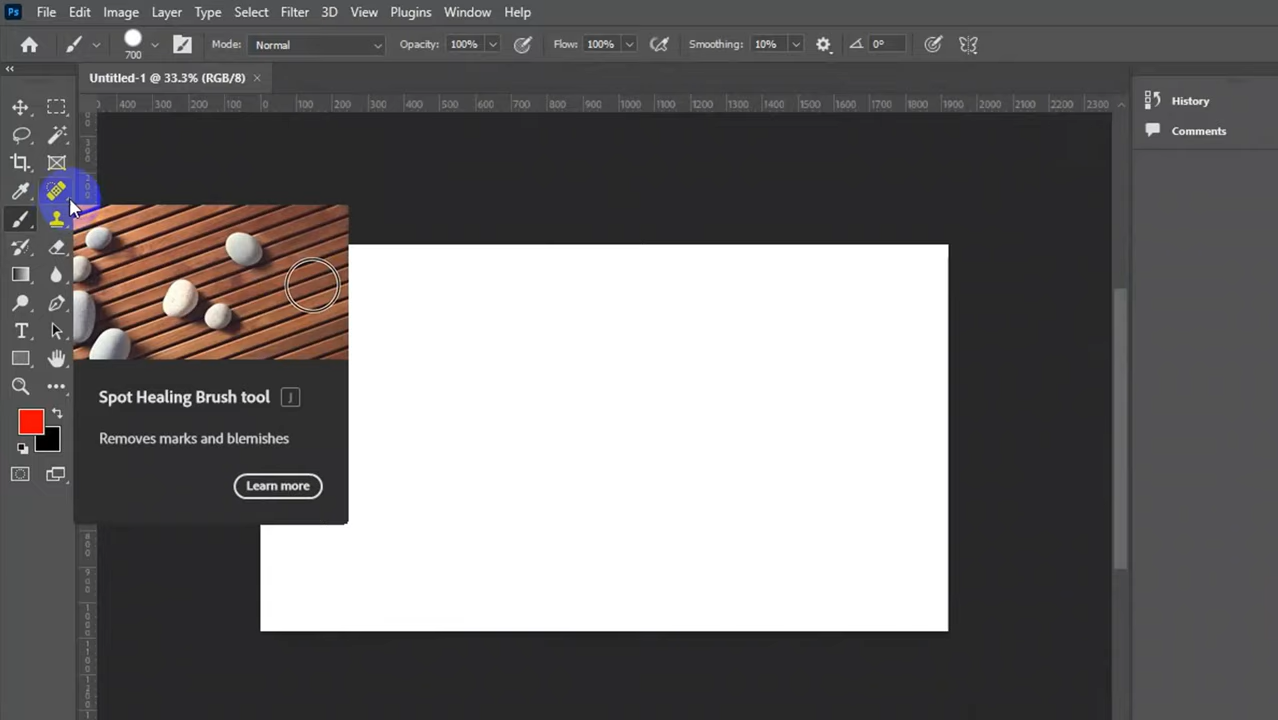 Ps File Edit Image Layer Type Select Filter 3D View Plugins Window Help
700 Mode: Normal Opacity: 100% Flow: 100% Smoothing: 10% 0°
Untitled-1 @ 33.3% (RGB/8) ×
400 300 200 100 0 100 200 300 400 500 600 700 800 900 1000 1100 1200 1300 1400 1500 1600 1700 1800 1900 2000 2100 2200 2300
History
Comments
T
Spot Healing Brush tool J
Removes marks and blemishes
Learn more